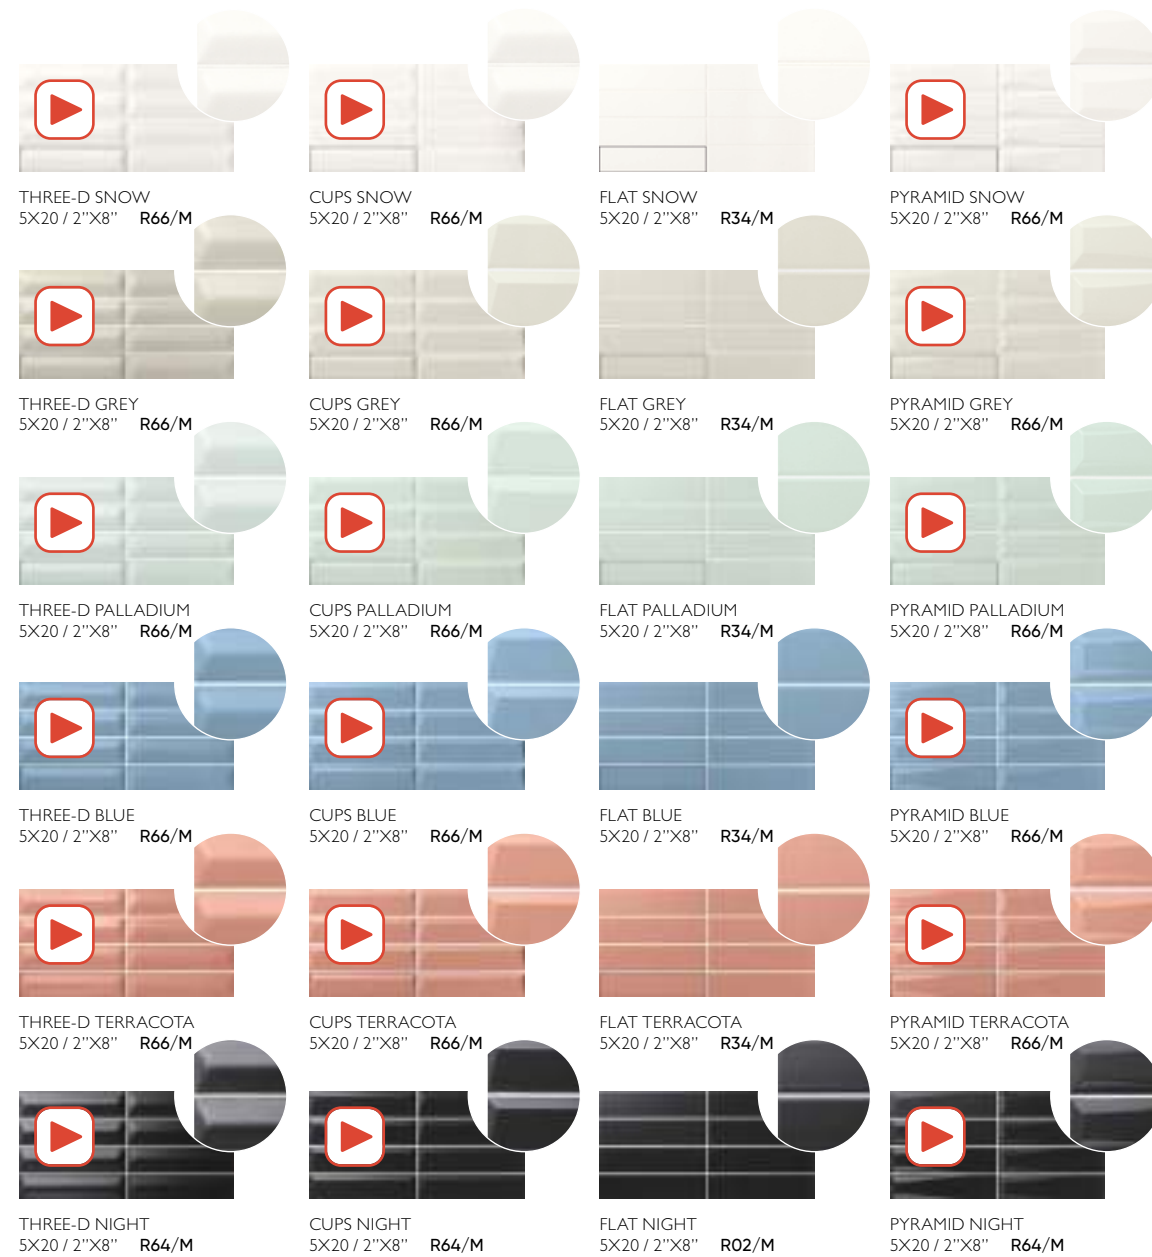 THREE-D SNOW
5X20 / 2”X8” R66/M
CUPS SNOW
5X20 / 2”X8” R66/M
FLAT SNOW
5X20 / 2”X8” R34/M
PYRAMID SNOW
5X20 / 2”X8” R66/M
THREE-D GREY
5X20 / 2”X8” R66/M
CUPS GREY
5X20 / 2”X8” R66/M
FLAT GREY
5X20 / 2”X8” R34/M
PYRAMID GREY
5X20 / 2”X8” R66/M
THREE-D PALLADIUM
5X20 / 2”X8” R66/M
CUPS PALLADIUM
5X20 / 2”X8” R66/M
FLAT PALLADIUM
5X20 / 2”X8” R34/M
PYRAMID PALLADIUM
5X20 / 2”X8” R66/M
THREE-D BLUE
5X20 / 2”X8” R66/M
CUPS BLUE
5X20 / 2”X8” R66/M
FLAT BLUE
5X20 / 2”X8” R34/M
PYRAMID BLUE
5X20 / 2”X8” R66/M
THREE-D TERRACOTA
5X20 / 2”X8” R66/M
CUPS TERRACOTA
5X20 / 2”X8” R66/M
FLAT TERRACOTA
5X20 / 2”X8” R34/M
PYRAMID TERRACOTA
5X20 / 2”X8” R66/M
THREE-D NIGHT
5X20 / 2”X8” R64/M
CUPS NIGHT
5X20 / 2”X8” R64/M
FLAT NIGHT
5X20 / 2”X8” R02/M
PYRAMID NIGHT
5X20 / 2”X8” R64/M